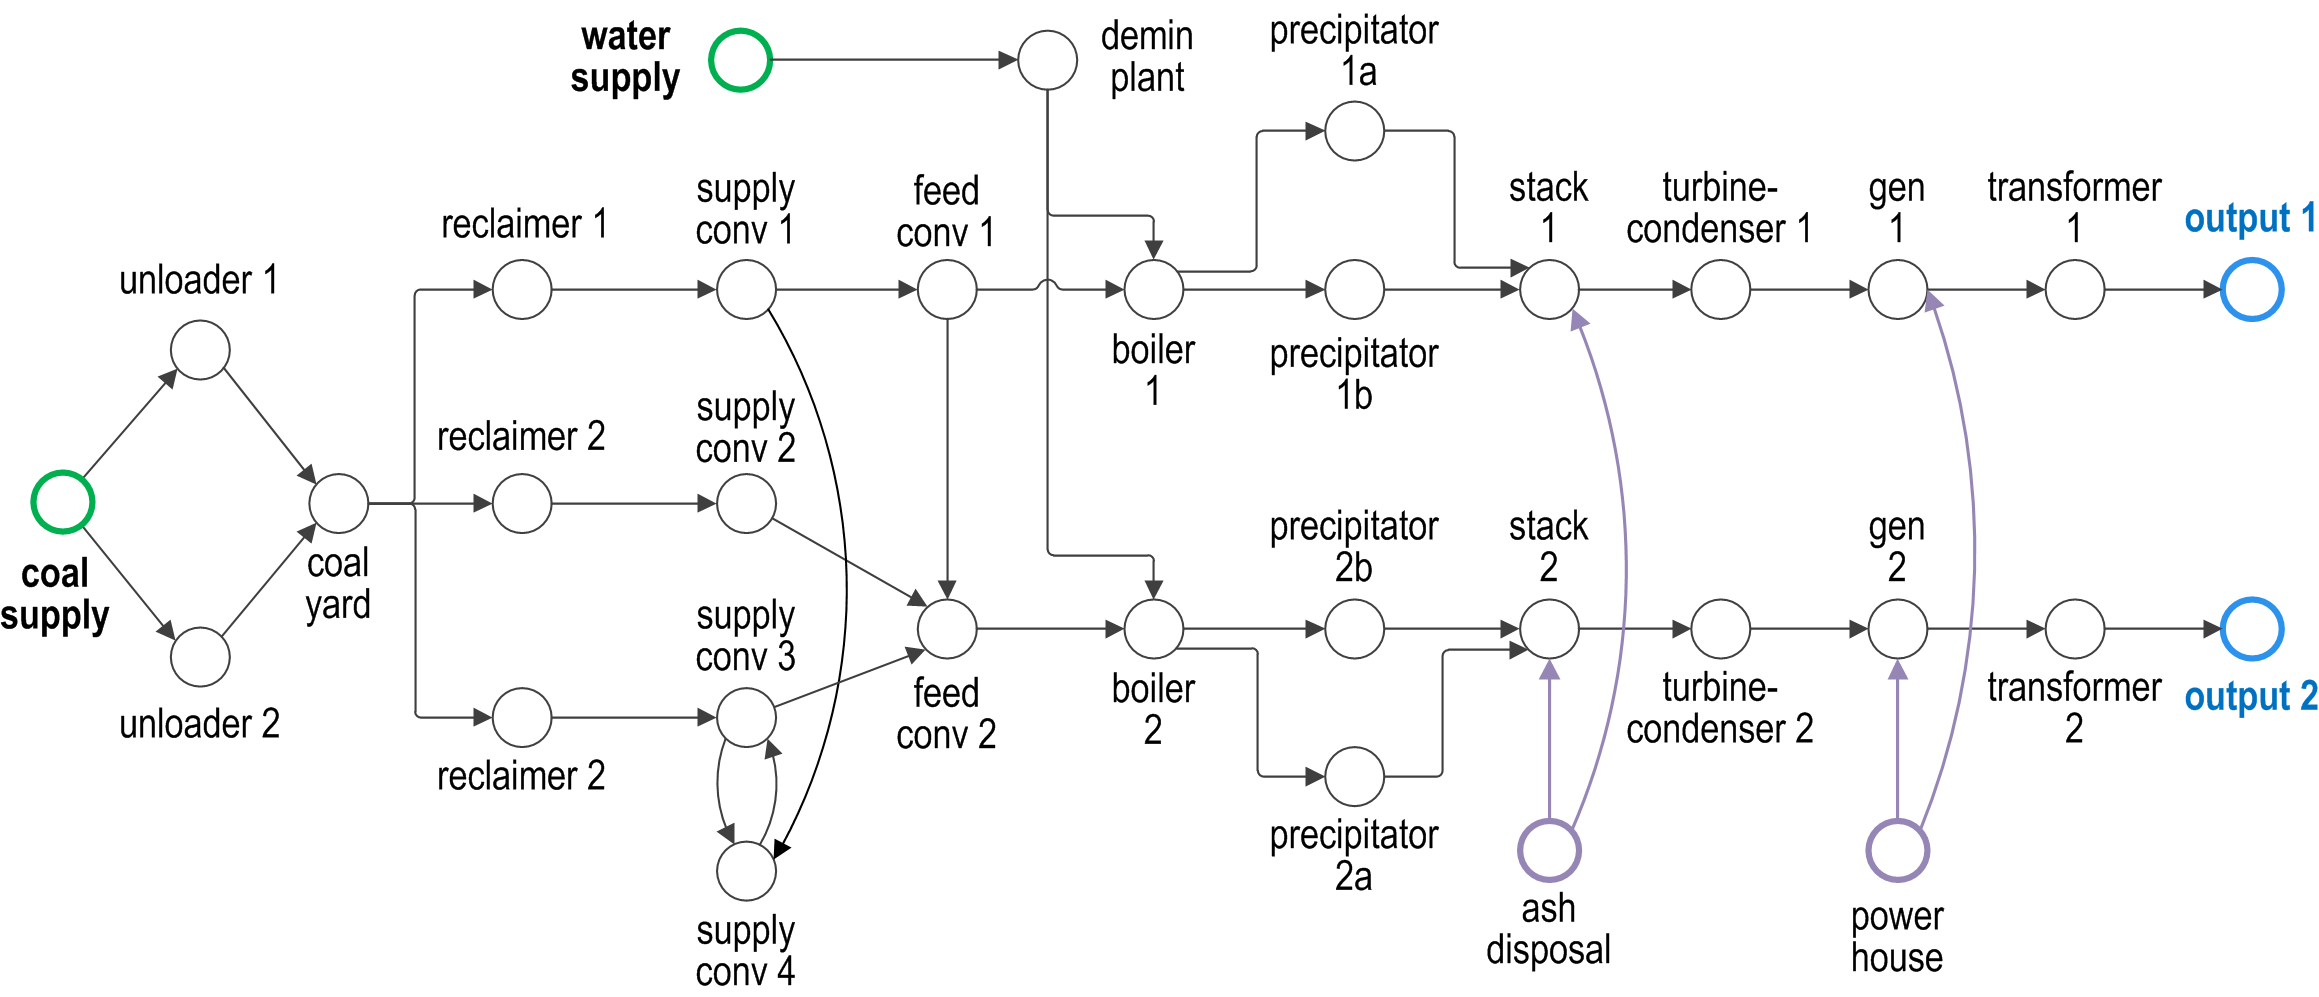 water
supply
demin
plant
precipitator
1a
unloader 1
reclaimer 1
supply
conv 1
feed
conv 1
boiler
1
precipitator
1b
stack
1
turbine-
condenser 1
gen
1
transformer
1
output 1
coal
supply
coal
yard
reclaimer 2
supply
conv 2
unloader 2
reclaimer 2
supply
conv 3
supply
conv 4
feed
conv 2
boiler
2
precipitator
2b
precipitator
2a
stack
2
turbine-
condenser 2
gen
2
transformer
2
output 2
ash
disposal
power
house